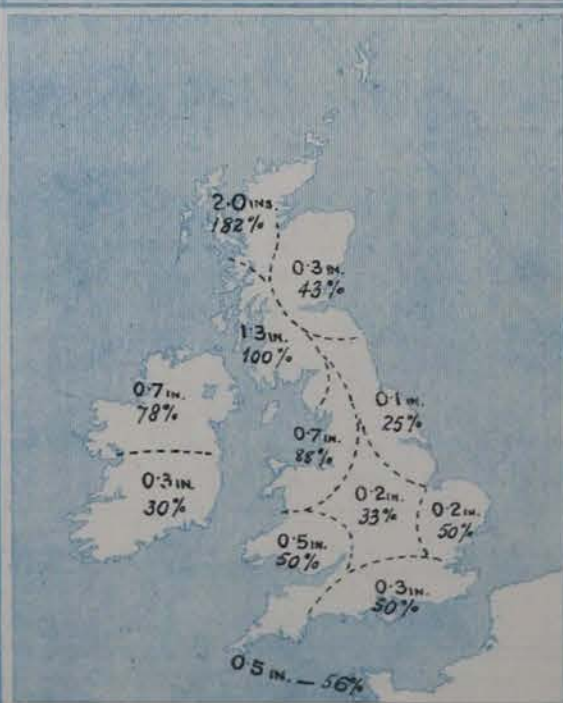 2·0 INS.
182%
0·3 IN.
43%
1·3 IN.
100%
0·7 IN.
78%
0·1 IN.
25%
0·7 IN.
88%
0·3 IN.
30%
0·2 IN.
33%
0·2 IN.
50%
0·5 IN.
50%
0·3 IN.
50%
0·5 IN. — 56%